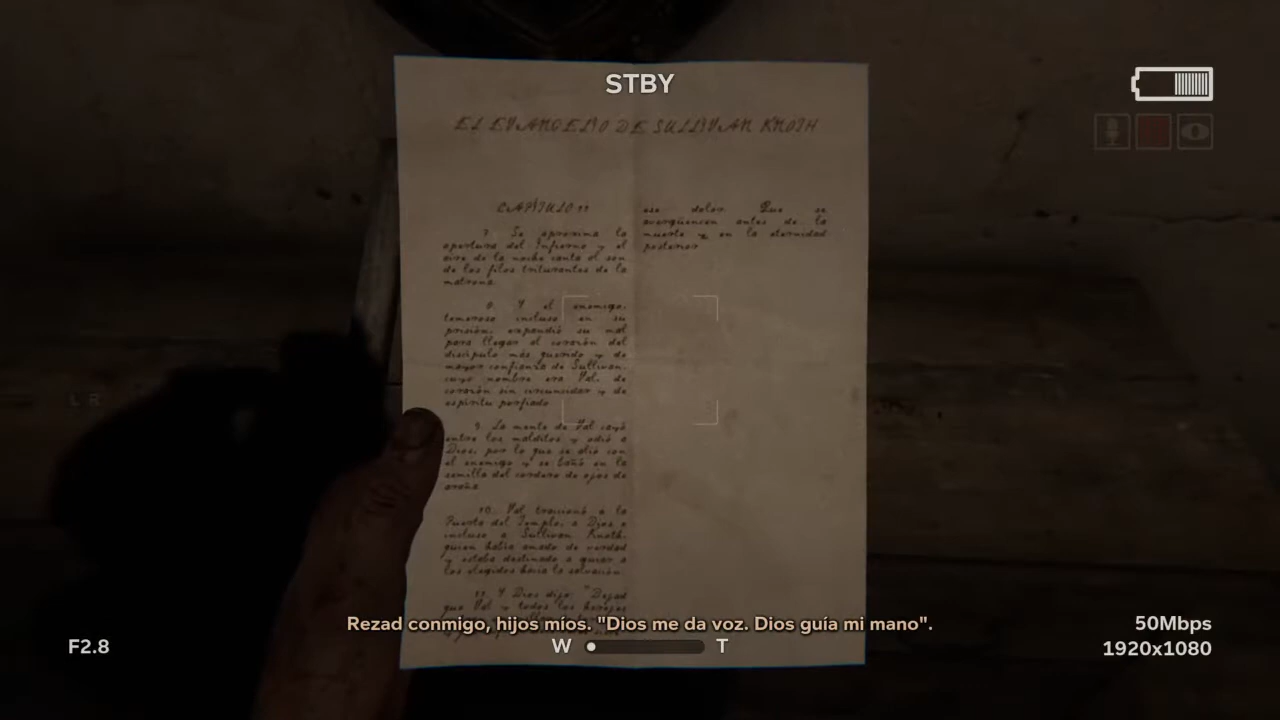 STBY
EL EVANGELIO DE SULLIVAN KNOTH
CAPÍTULO 11
7. Se aproxima la
apertura del Infierno y el
aire de la noche canta el son
de los filos triturantes de la
matrona.
8. Y el enemigo,
temeroso incluso en su
prisión, expandió su mal
para llegar al corazón del
discípulo más querido y de
mayor confianza de Sullivan,
cuyo nombre era Val, de
corazón sin circuncidar y de
espíritu porfiado
9. La mente de Val cayó
entre los malditos y odió a
Dios, por lo que se alió con
el enemigo y se bañó en la
semilla del cordero de ojos de
araña
10. Val traicionó a la
Puerta del Templo, a Dios e
incluso a Sullivan Knoth,
quien había amado de verdad
y estaba destinado a guiar a
los elegidos hacia la salvación.
11. Y Dios dijo: "Dejad
que Val y todos los herejes
ese dolor. Que se
avergüencen antes de la
muerte y en la eternidad
posterior
L R
Rezad conmigo, hijos míos. "Dios me da voz. Dios guía mi mano".
F2.8
W T
50Mbps
1920x1080